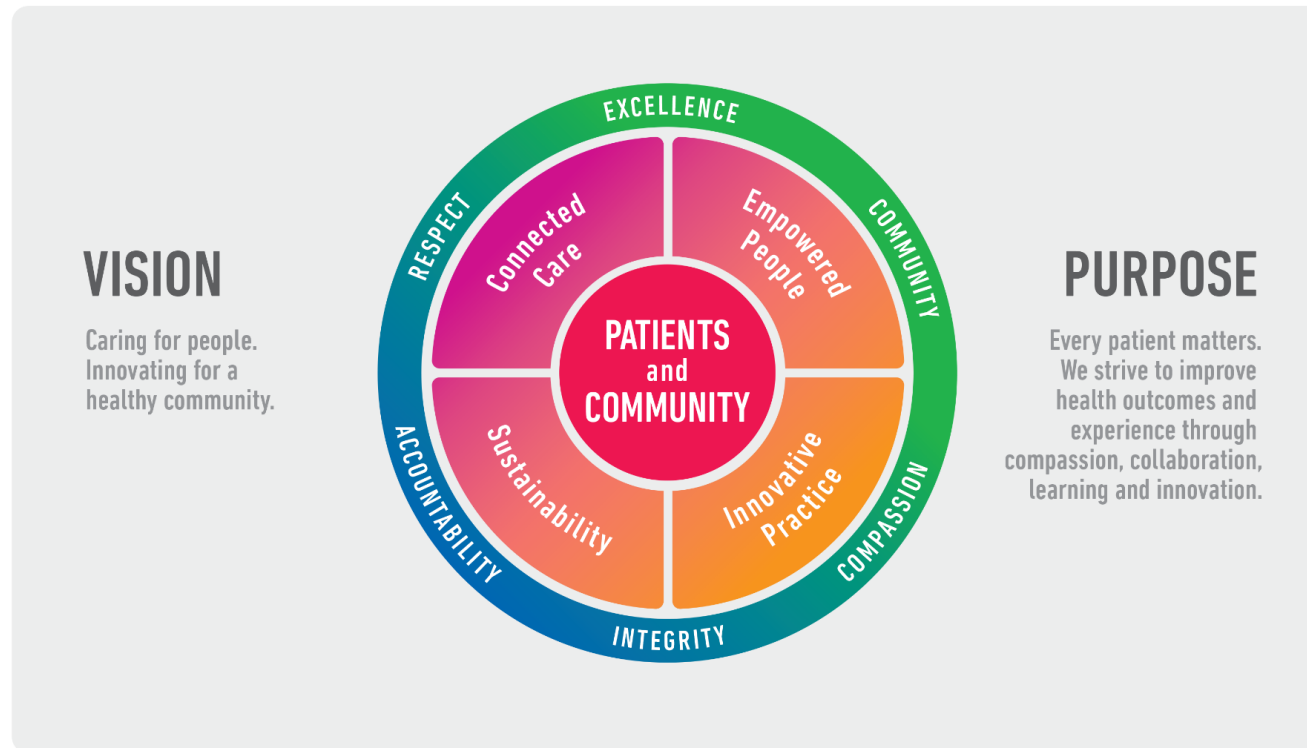 VISION
Caring for people.
Innovating for a
healthy community.
EXCELLENCE
COMMUNITY
COMPASSION
INTEGRITY
ACCOUNTABILITY
RESPECT
Connected
Care
Empowered
People
Innovative
Practice
Sustainability
PATIENTS
and
COMMUNITY
PURPOSE
Every patient matters.
We strive to improve
health outcomes and
experience through
compassion, collaboration,
learning and innovation.